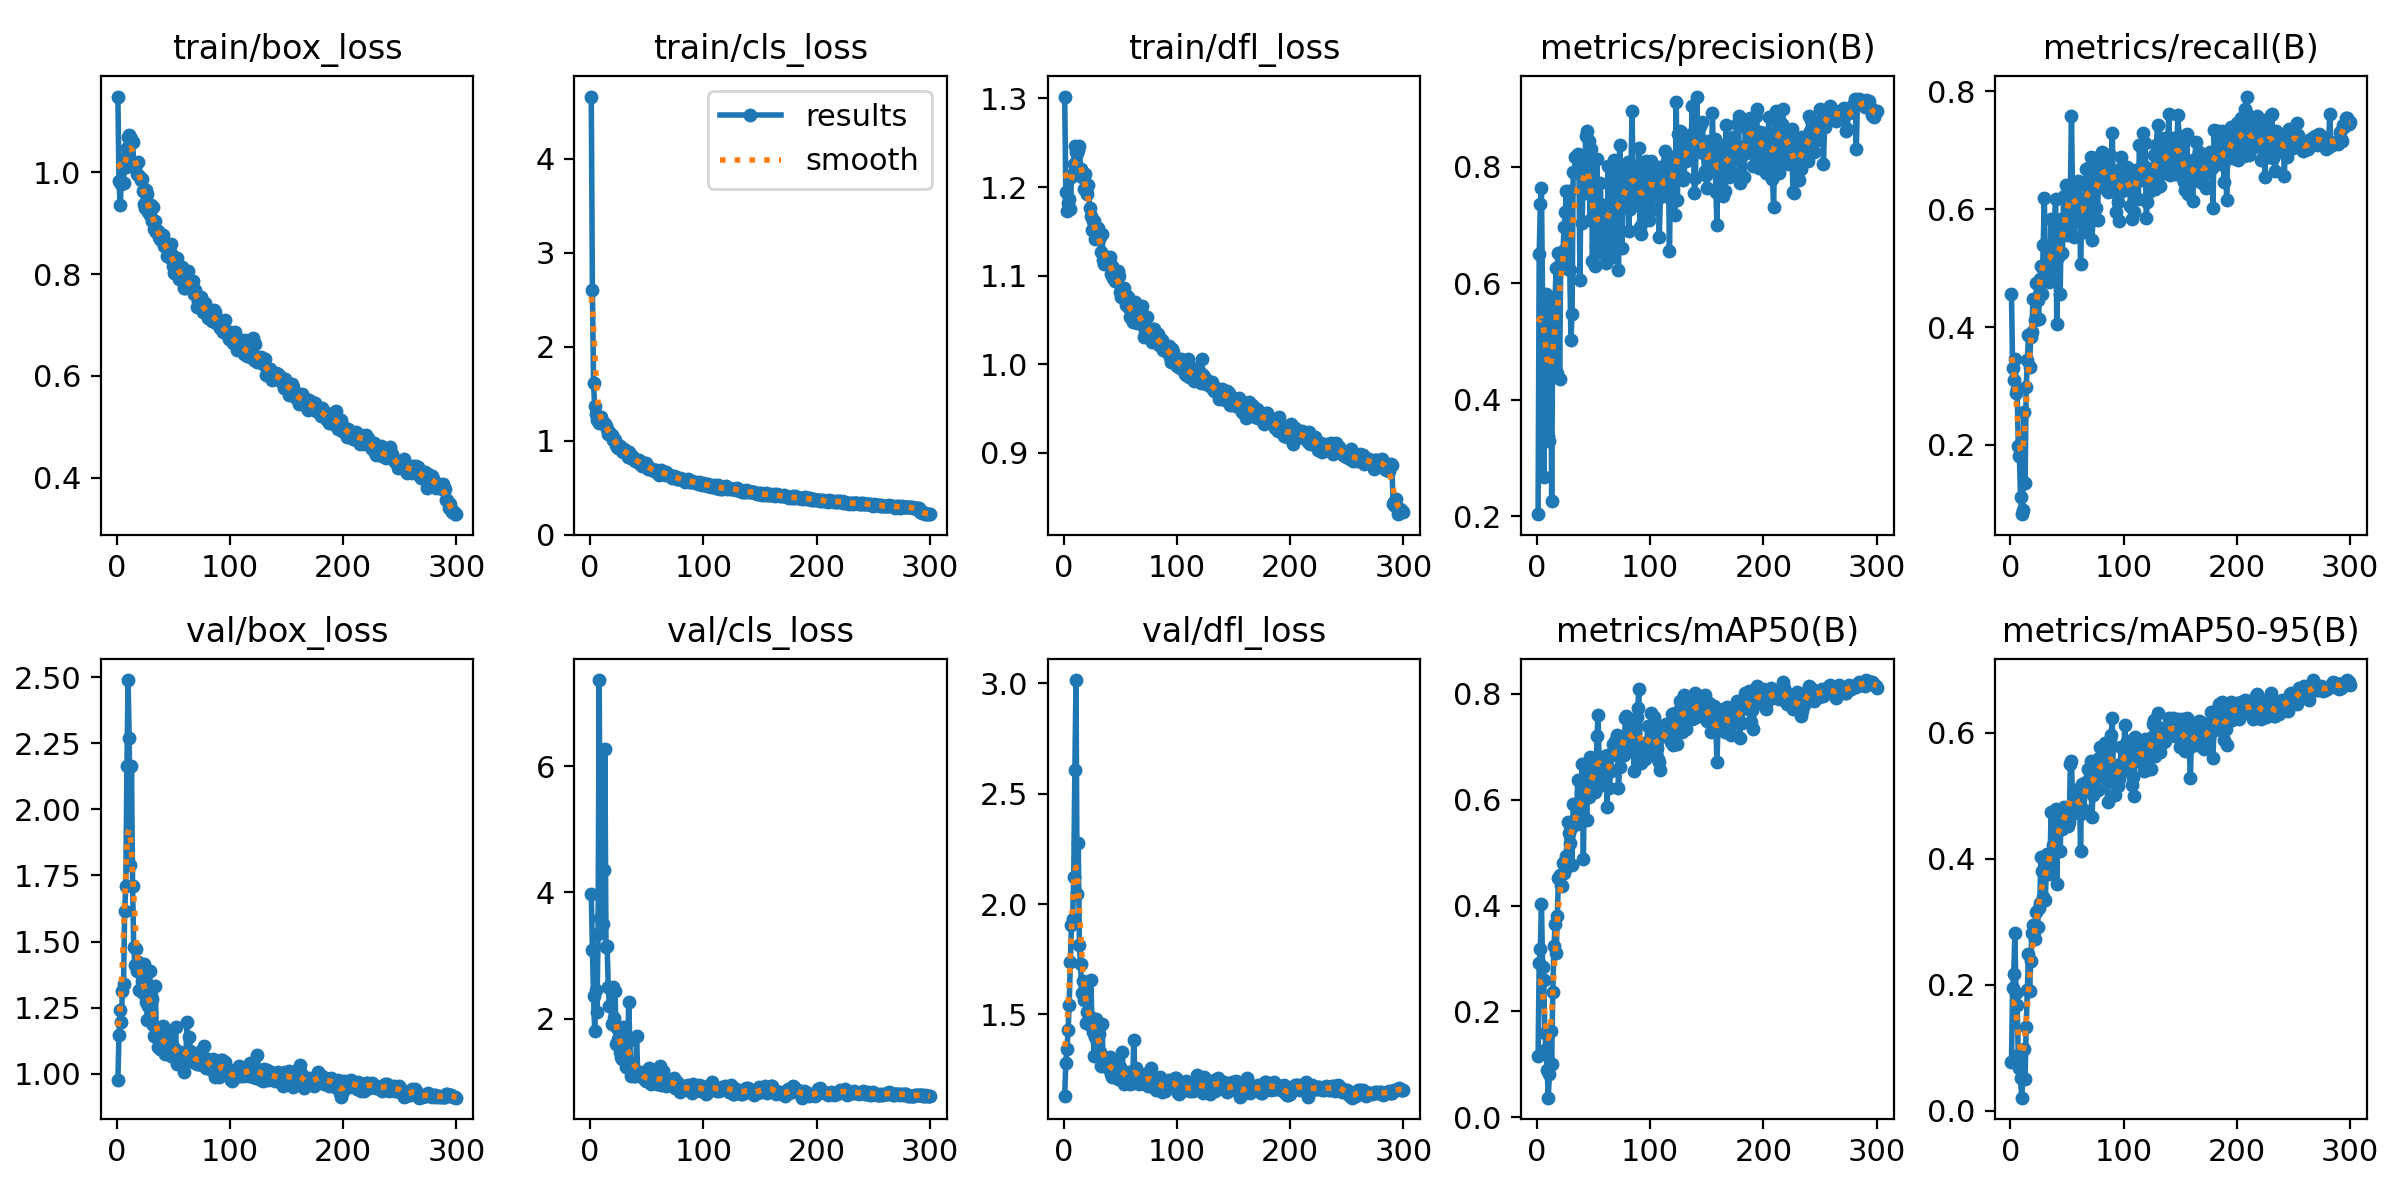 train/box_loss
1.0
0.8
0.6
0.4
0 100 200 300
train/cls_loss
results
smooth
4
3
2
1
0
0 100 200 300
train/dfl_loss
1.3
1.2
1.1
1.0
0.9
0 100 200 300
metrics/precision(B)
0.8
0.6
0.4
0.2
0 100 200 300
metrics/recall(B)
0.8
0.6
0.4
0.2
0 100 200 300
val/box_loss
2.50
2.25
2.00
1.75
1.50
1.25
1.00
0 100 200 300
val/cls_loss
6
4
2
0 100 200 300
val/dfl_loss
3.0
2.5
2.0
1.5
0 100 200 300
metrics/mAP50(B)
0.8
0.6
0.4
0.2
0.0
0 100 200 300
metrics/mAP50-95(B)
0.6
0.4
0.2
0.0
0 100 200 300